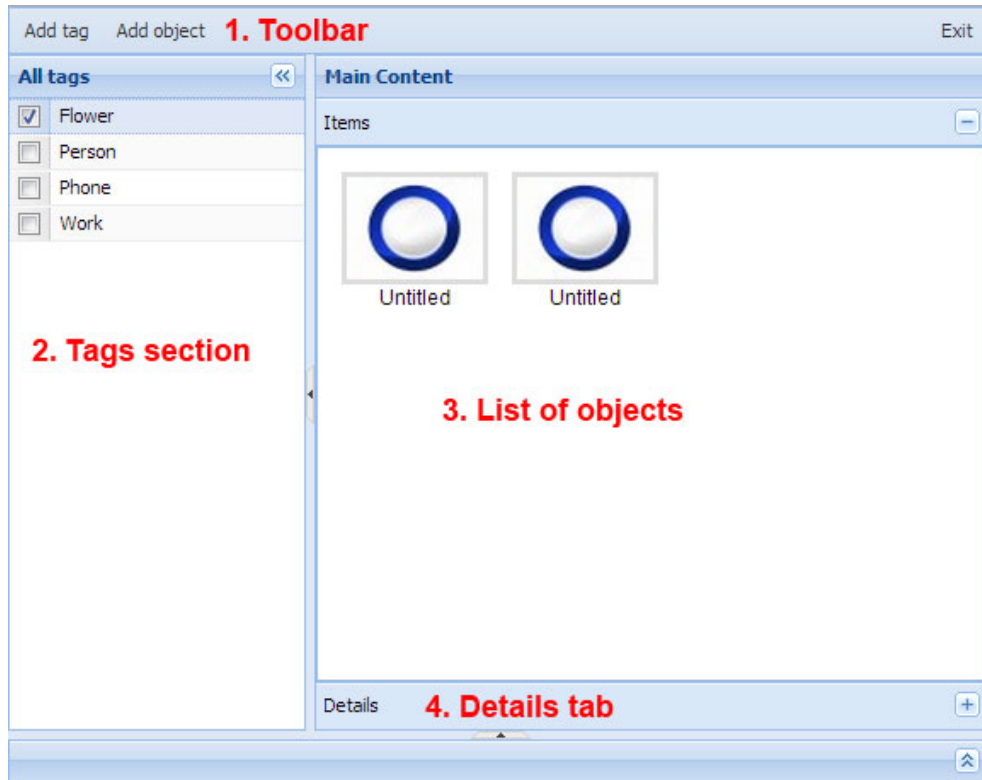 Add tag Add object 1. Toolbar Exit
All tags
Flower
Person
Phone
Work
2. Tags section
Main Content
Items
Untitled Untitled
3. List of objects
Details 4. Details tab